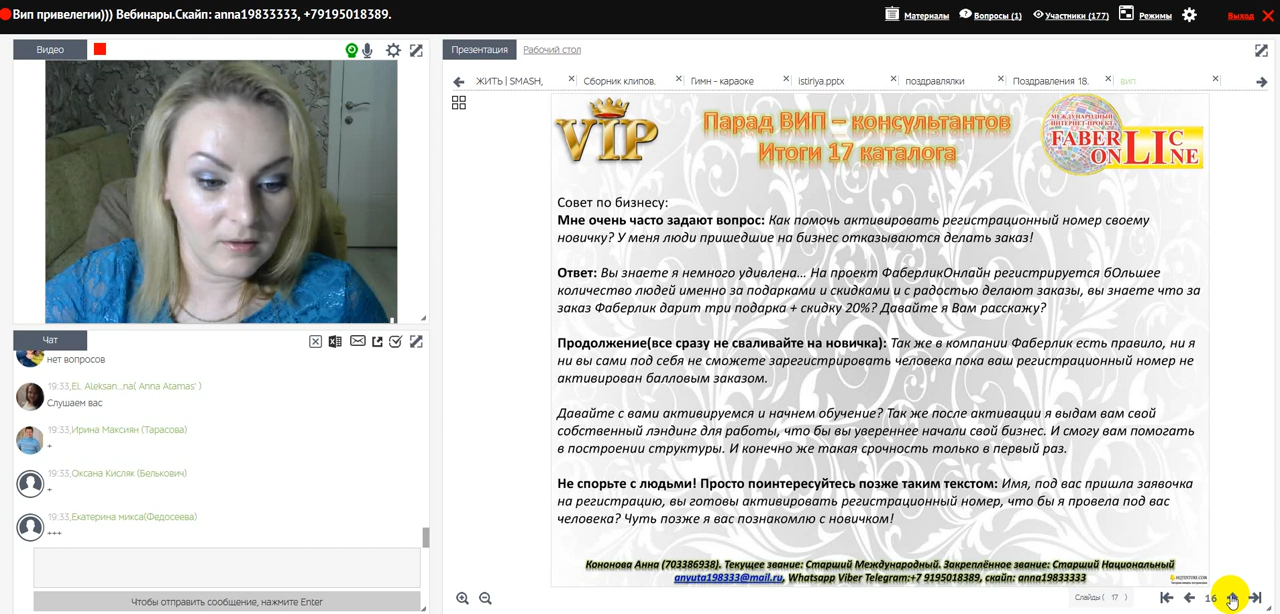 Вип привелегии))) Вебинары.Скайп: anna19833333, +79195018389.
Материалы
Вопросы (1)
Участники (177)
Режимы
Выход
Видео
Чат
нет вопросов
19:33,EL Aleksan...na( Anna Atamas' )
Слушаем вас
19:33,Ирина Максиян (Тарасова)
+
19:33,Оксана Кисляк (Белькович)
+
19:33,Екатерина микса(Федосеева)
+++
Чтобы отправить сообщение, нажмите Enter
Презентация
Рабочий стол
ЖИТЬ | SMASH,
Сборник клипов.
Гимн - караоке
istiriya.pptx
поздравлялки
Поздравления 18.
вип
VIP
Парад ВИП – консультантов
Итоги 17 каталога
МЕЖДУНАРОДНЫЙ
ИНТЕРНЕТ-ПРОЕКТ
FABERLIC
ONLINE
Совет по бизнесу:
Мне очень часто задают вопрос: Как помочь активировать регистрационный номер своему
новичку? У меня люди пришедшие на бизнес отказываются делать заказ!
Ответ: Вы знаете я немного удивлена... На проект ФаберликОнлайн регистрируется бОльшее
количество людей именно за подарками и скидками и с радостью делают заказы, вы знаете что за
заказ Фаберлик дарит три подарка + скидку 20%? Давайте я Вам расскажу?
Продолжение(все сразу не сваливайте на новичка): Так же в компании Фаберлик есть правило, ни я
ни вы сами под себя не сможете зарегистрировать человека пока ваш регистрационный номер не
активирован балловым заказом.
Давайте с вами активируемся и начнем обучение? Так же после активации я выдам вам свой
собственный лэндинг для работы, что бы вы увереннее начали свой бизнес. И смогу вам помогать
в построении структуры. И конечно же такая срочность только в первый раз.
Не спорьте с людьми! Просто поинтересуйтесь позже таким текстом: Имя, под вас пришла заявочка
на регистрацию, вы готовы активировать регистрационный номер, что бы я провела под вас
человека? Чуть позже я вас познакомлю с новичком!
Кононова Анна (703386938). Текущее звание: Старший Международный. Закреплённое звание: Старший Национальный
anyuta198333@mail.ru, Whatsapp Viber Telegram:+7 9195018389, скайп: anna19833333
Слайды ( 17 )
16